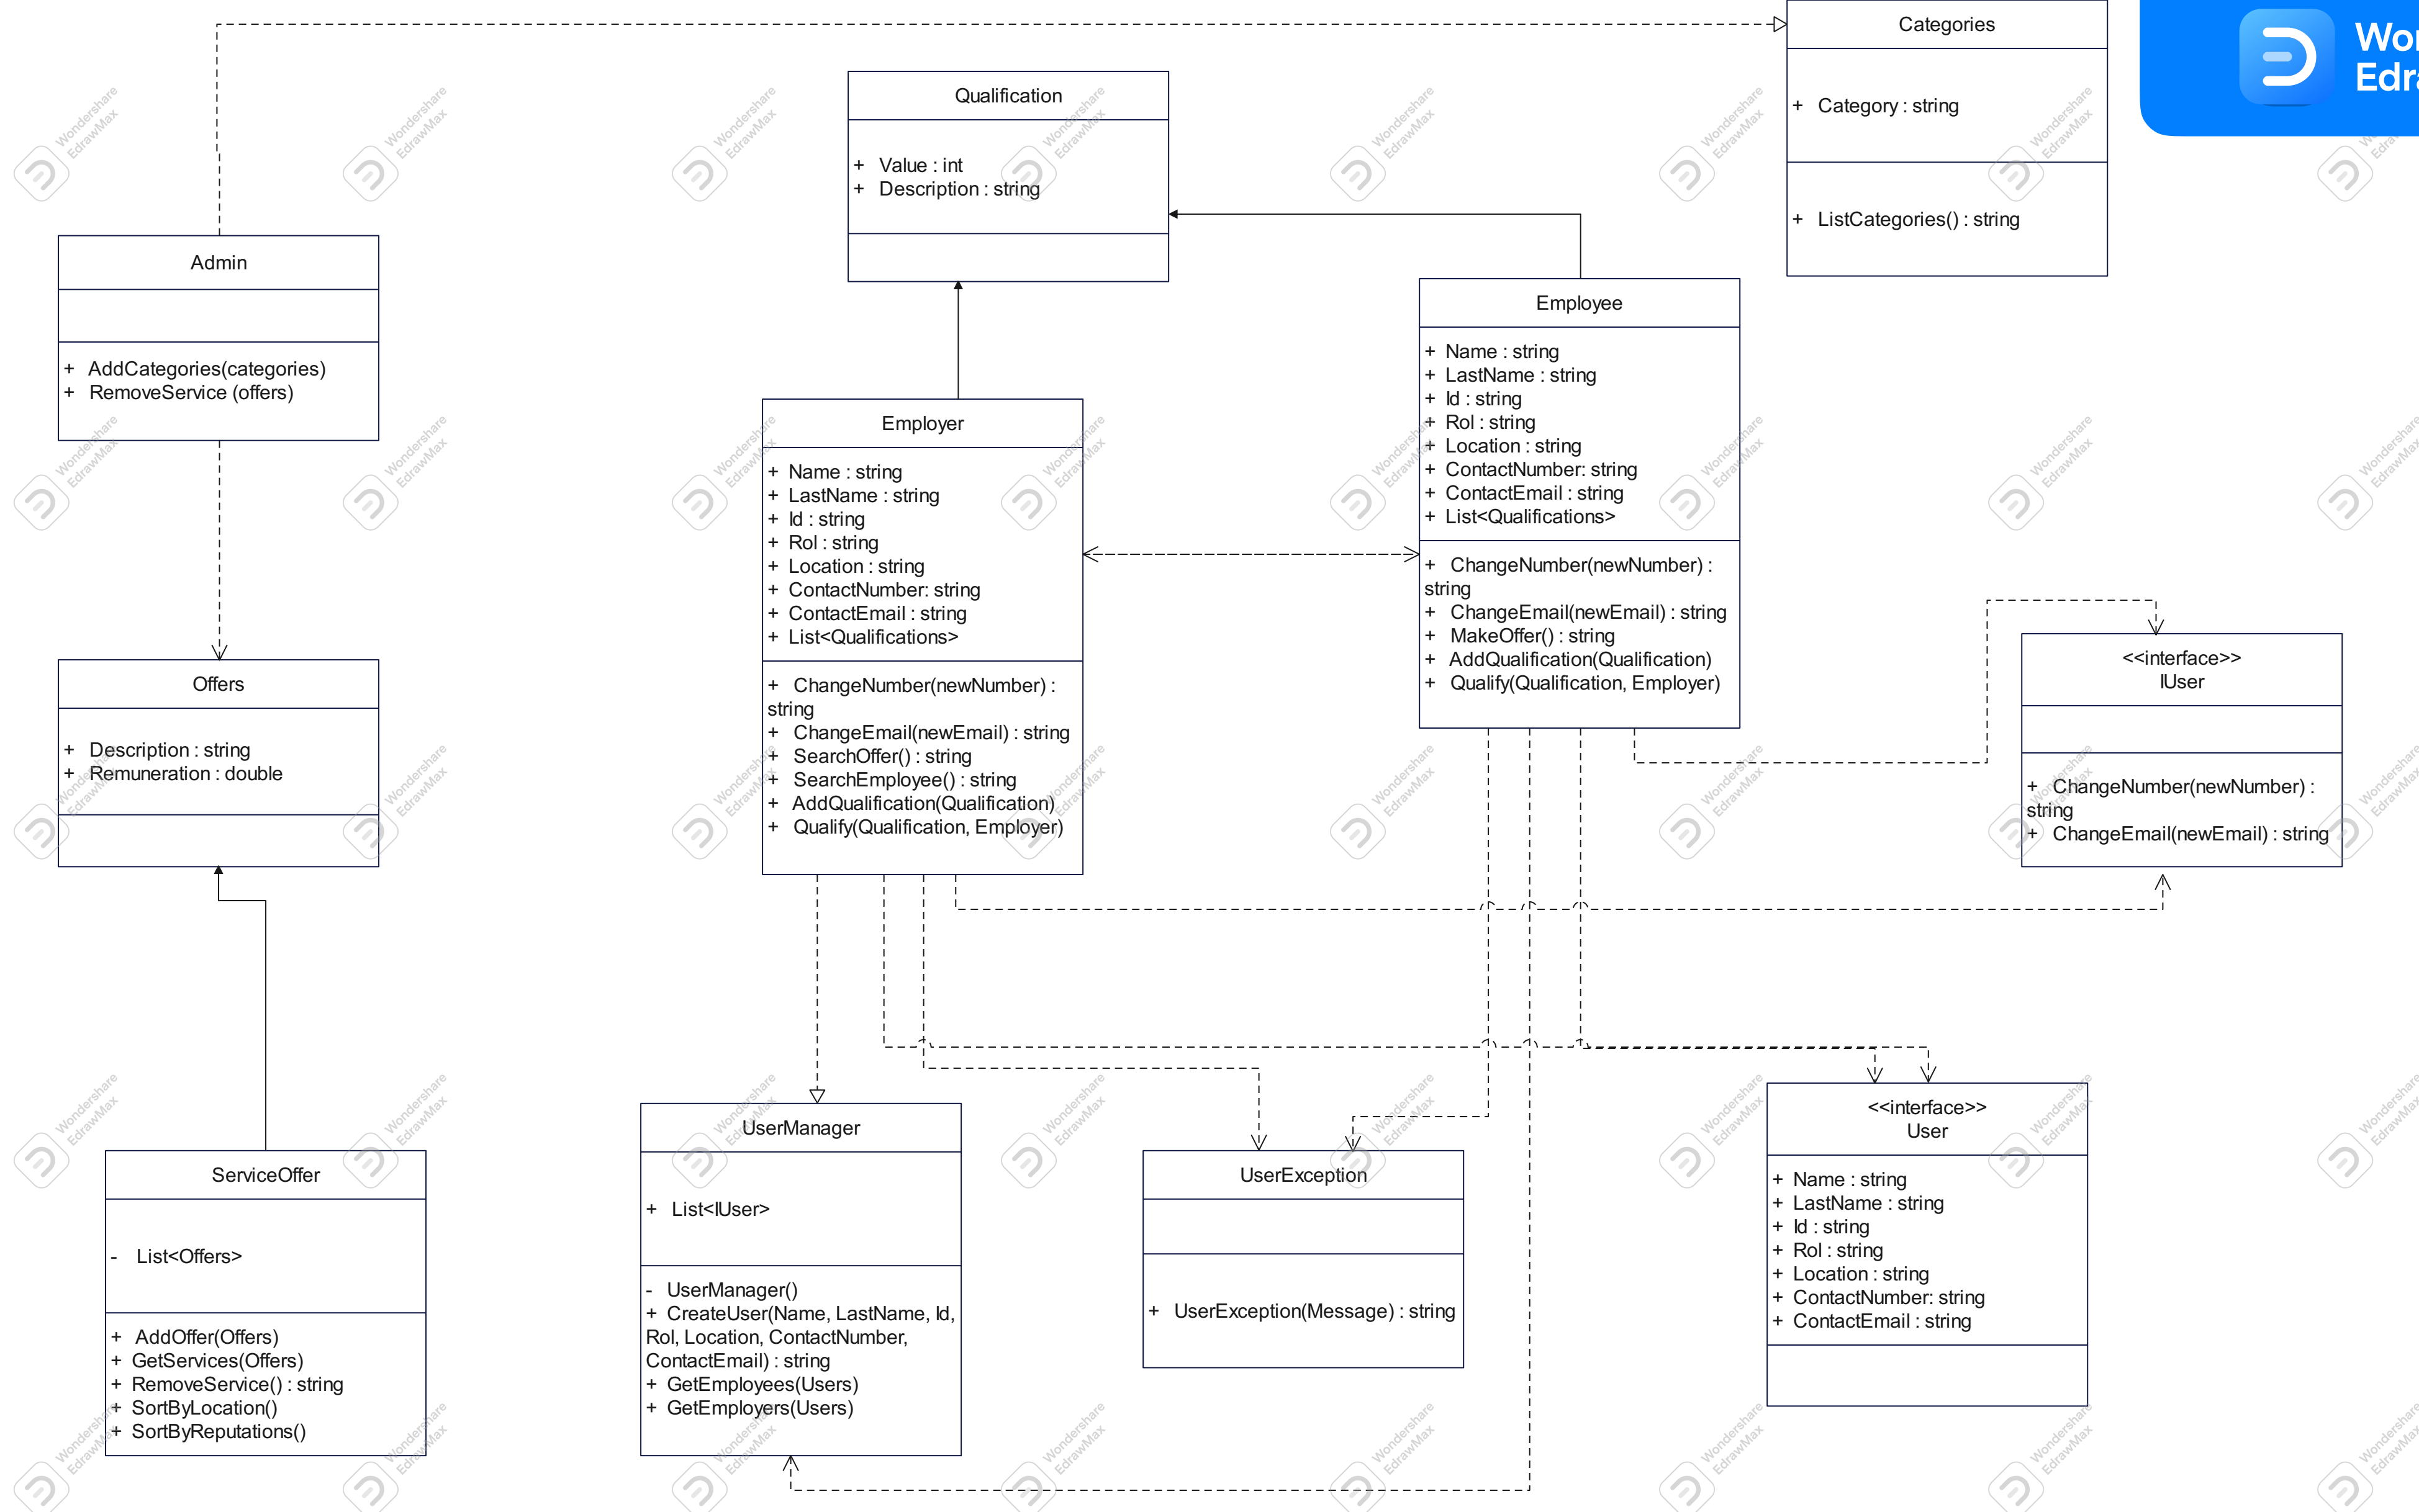 Categories
+ Category : string
+ ListCategories() : string
Qualification
+ Value : int
+ Description : string
Admin
+ AddCategories(categories)
+ RemoveService (offers)
Employee
+ Name : string
+ LastName : string
+ Id : string
+ Rol : string
+ Location : string
+ ContactNumber: string
+ ContactEmail : string
+ List<Qualifications>
+ ChangeNumber(newNumber) :
string
+ ChangeEmail(newEmail) : string
+ MakeOffer() : string
+ AddQualification(Qualification)
+ Qualify(Qualification, Employer)
Employer
+ Name : string
+ LastName : string
+ Id : string
+ Rol : string
+ Location : string
+ ContactNumber: string
+ ContactEmail : string
+ List<Qualifications>
+ ChangeNumber(newNumber) :
string
+ ChangeEmail(newEmail) : string
+ SearchOffer() : string
+ SearchEmployee() : string
+ AddQualification(Qualification)
+ Qualify(Qualification, Employer)
<<interface>>
IUser
+ ChangeNumber(newNumber) :
string
+ ChangeEmail(newEmail) : string
Offers
+ Description : string
+ Remuneration : double
ServiceOffer
- List<Offers>
+ AddOffer(Offers)
+ GetServices(Offers)
+ RemoveService() : string
+ SortByLocation()
+ SortByReputations()
UserManager
+ List<IUser>
- UserManager()
+ CreateUser(Name, LastName, Id,
Rol, Location, ContactNumber,
ContactEmail) : string
+ GetEmployees(Users)
+ GetEmployers(Users)
UserException
+ UserException(Message) : string
<<interface>>
User
+ Name : string
+ LastName : string
+ Id : string
+ Rol : string
+ Location : string
+ ContactNumber: string
+ ContactEmail : string
Wondershare
EdrawMax